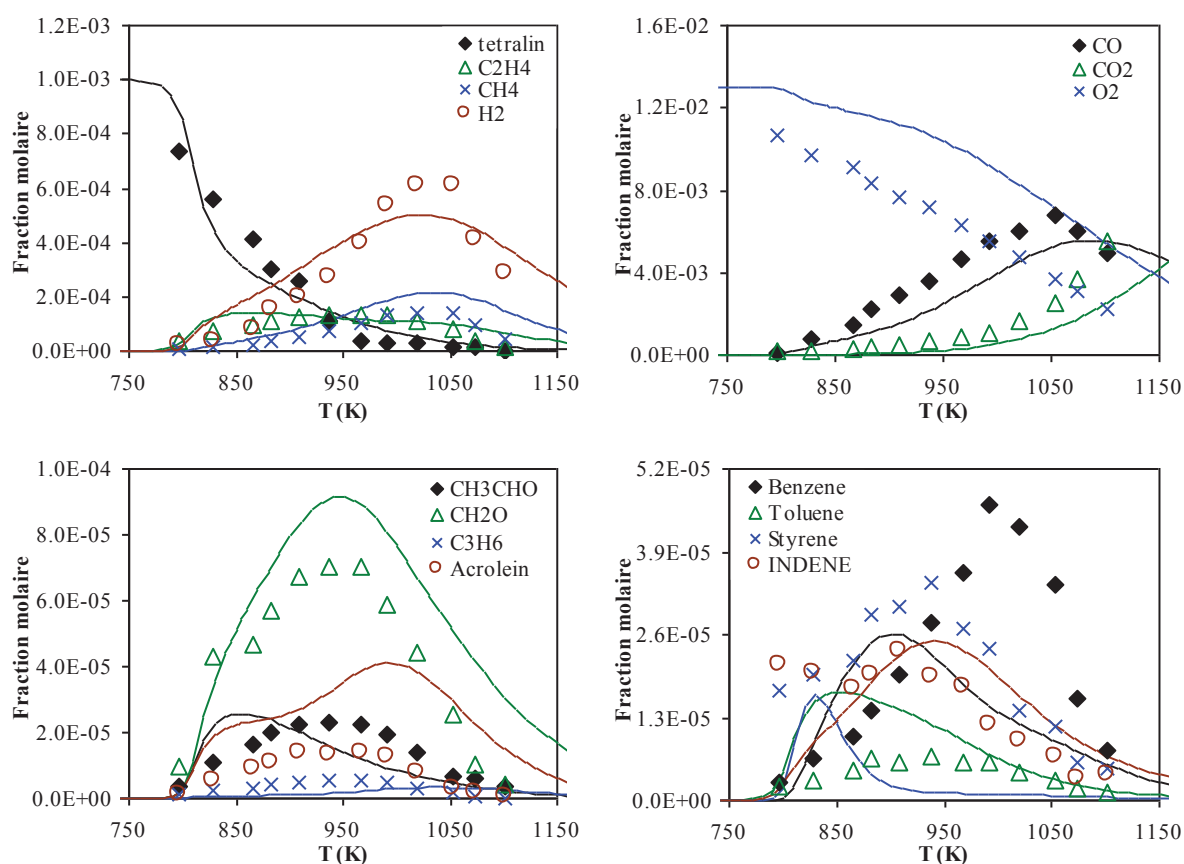 1.2E-03
1.0E-03
8.0E-04
6.0E-04
4.0E-04
2.0E-04
0.0E+00
Fraction molaire
tetralin
C2H4
CH4
H2
750 850 950 1050 1150
T (K)
1.6E-02
1.2E-02
8.0E-03
4.0E-03
0.0E+00
Fraction molaire
CO
CO2
O2
750 850 950 1050 1150
T (K)
1.0E-04
8.0E-05
6.0E-05
4.0E-05
2.0E-05
0.0E+00
Fraction molaire
CH3CHO
CH2O
C3H6
Acrolein
750 850 950 1050 1150
T (K)
5.2E-05
3.9E-05
2.6E-05
1.3E-05
0.0E+00
Fraction molaire
Benzene
Toluene
Styrene
INDENE
750 850 950 1050 1150
T (K)